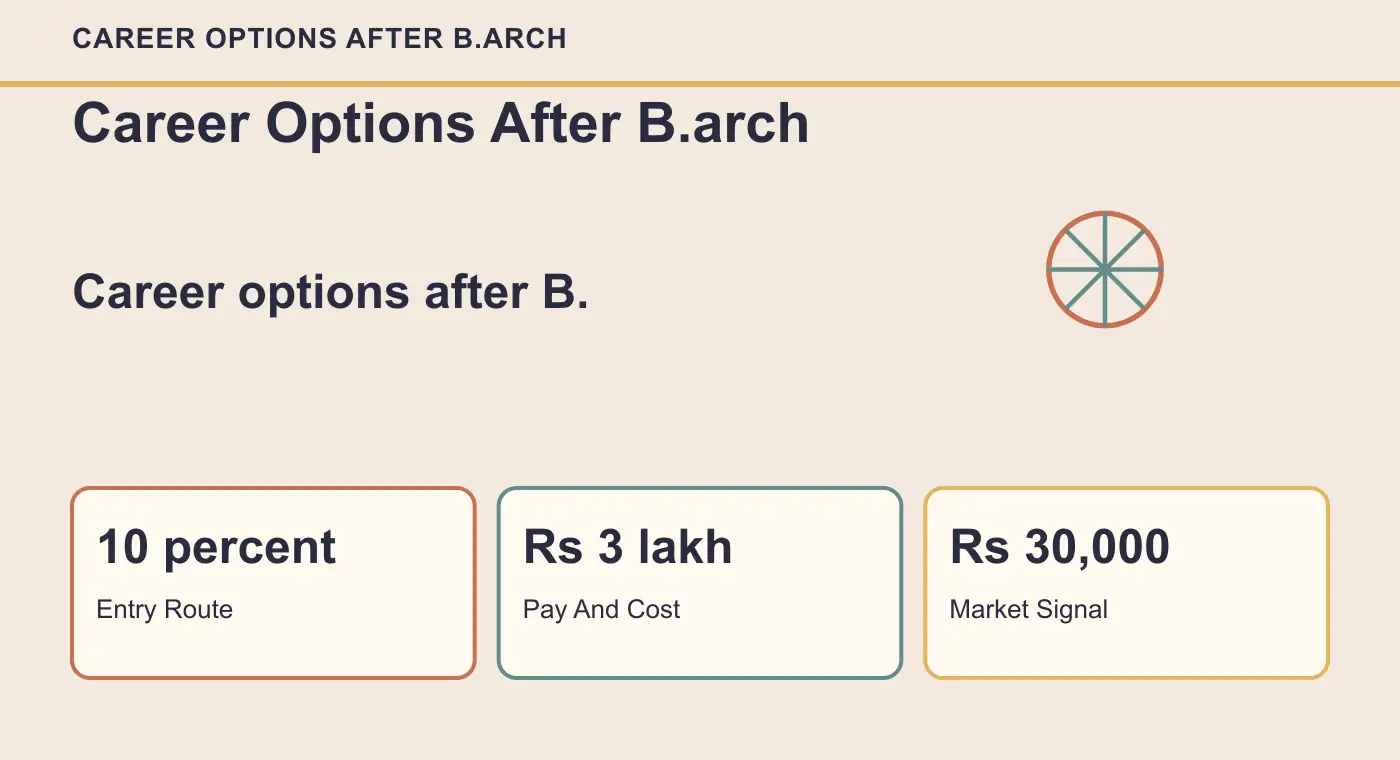 CAREER OPTIONS AFTER B.ARCH
Career Options After B.arch
Career options after B.
10 percent
Entry Route
Rs 3 lakh
Pay And Cost
Rs 30,000
Market Signal